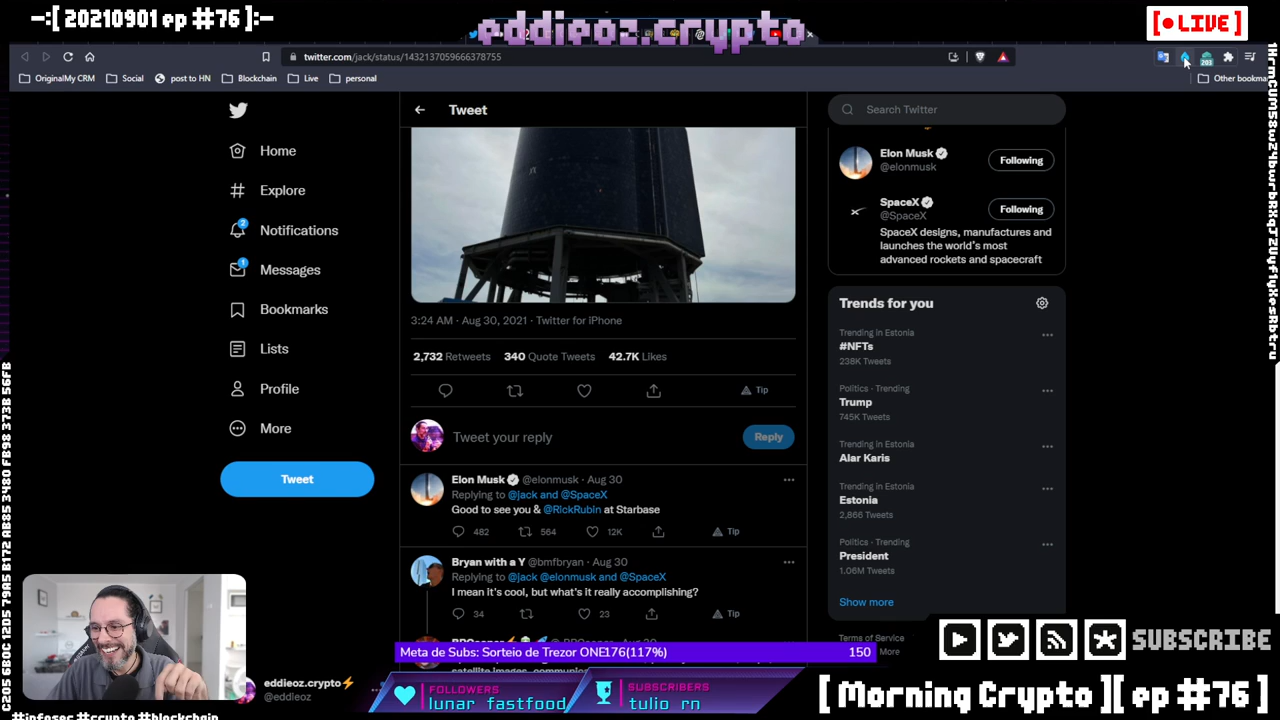 -:[ 20210901 ep #76 ]:-
eddieoz.crypto
[● LIVE]
twitter.com/jack/status/1432137059666378755
203
OriginalMy CRM
Social
post to HN
Blockchain
Live
personal
Other bookma
Home
Explore
2
Notifications
1
Messages
Bookmarks
Lists
Profile
More
Tweet
eddieoz.crypto⚡
@eddieoz
#infosec #crypto #blockchain
Tweet
3:24 AM · Aug 30, 2021 · Twitter for iPhone
2,732 Retweets 340 Quote Tweets 42.7K Likes
Tip
Tweet your reply
Reply
Elon Musk @elonmusk · Aug 30
Replying to @jack and @SpaceX
Good to see you & @RickRubin at Starbase
482 564 12K Tip
Bryan with a Y @bmfbryan · Aug 30
Replying to @jack @elonmusk and @SpaceX
I mean it's cool, but what's it really accomplishing?
34 23 Tip
Meta de Subs: Sorteio de Trezor ONE176(117%) 150
FOLLOWERS
lunar fastfood
SUBSCRIBERS
tulio rn
Search Twitter
Elon Musk
@elonmusk
Following
SpaceX
@SpaceX
Following
SpaceX designs, manufactures and
launches the world's most
advanced rockets and spacecraft
Trends for you
Trending in Estonia
#NFTs
238K Tweets
Politics · Trending
Trump
745K Tweets
Trending in Estonia
Alar Karis
Trending in Estonia
Estonia
2,866 Tweets
Politics · Trending
President
1.06M Tweets
Show more
Terms of Service
More
SUBSCRIBE
[ Morning Crypto ][ ep #76 ]